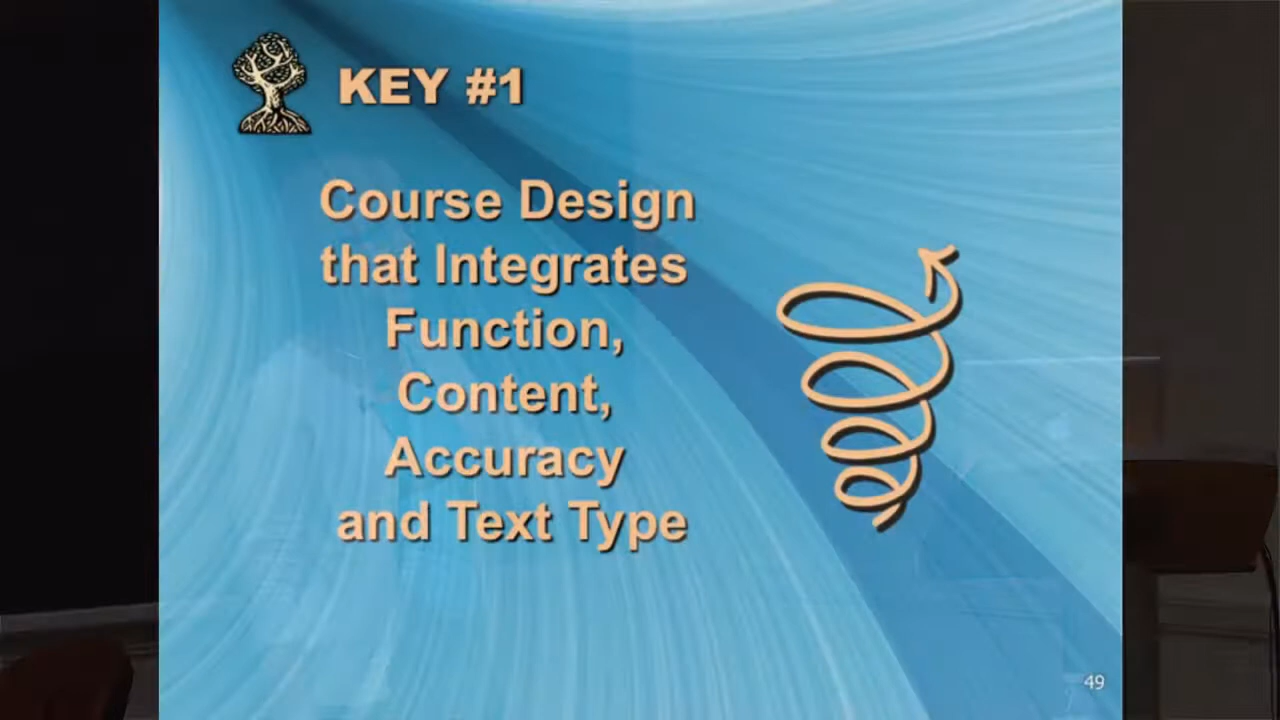 KEY #1
Course Design
that Integrates
Function,
Content,
Accuracy
and Text Type
49